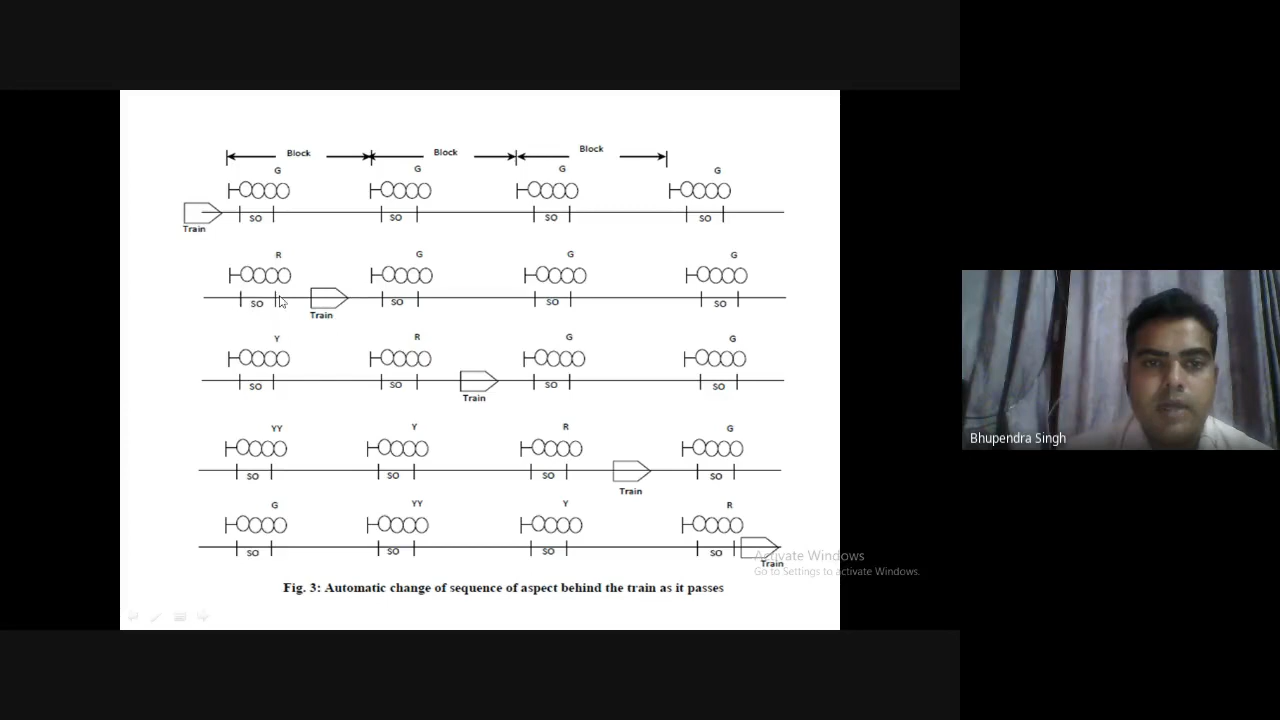 Block Block Block
G G G G
SO SO SO SO
Train
R G G G
SO SO SO SO
Train
Y R G G
SO SO SO SO
Train
YY Y R G
SO SO SO SO
Train
G YY Y R
SO SO SO SO
Train
Fig. 3: Automatic change of sequence of aspect behind the train as it passes
Bhupendra Singh
Activate Windows
Go to Settings to activate Windows.